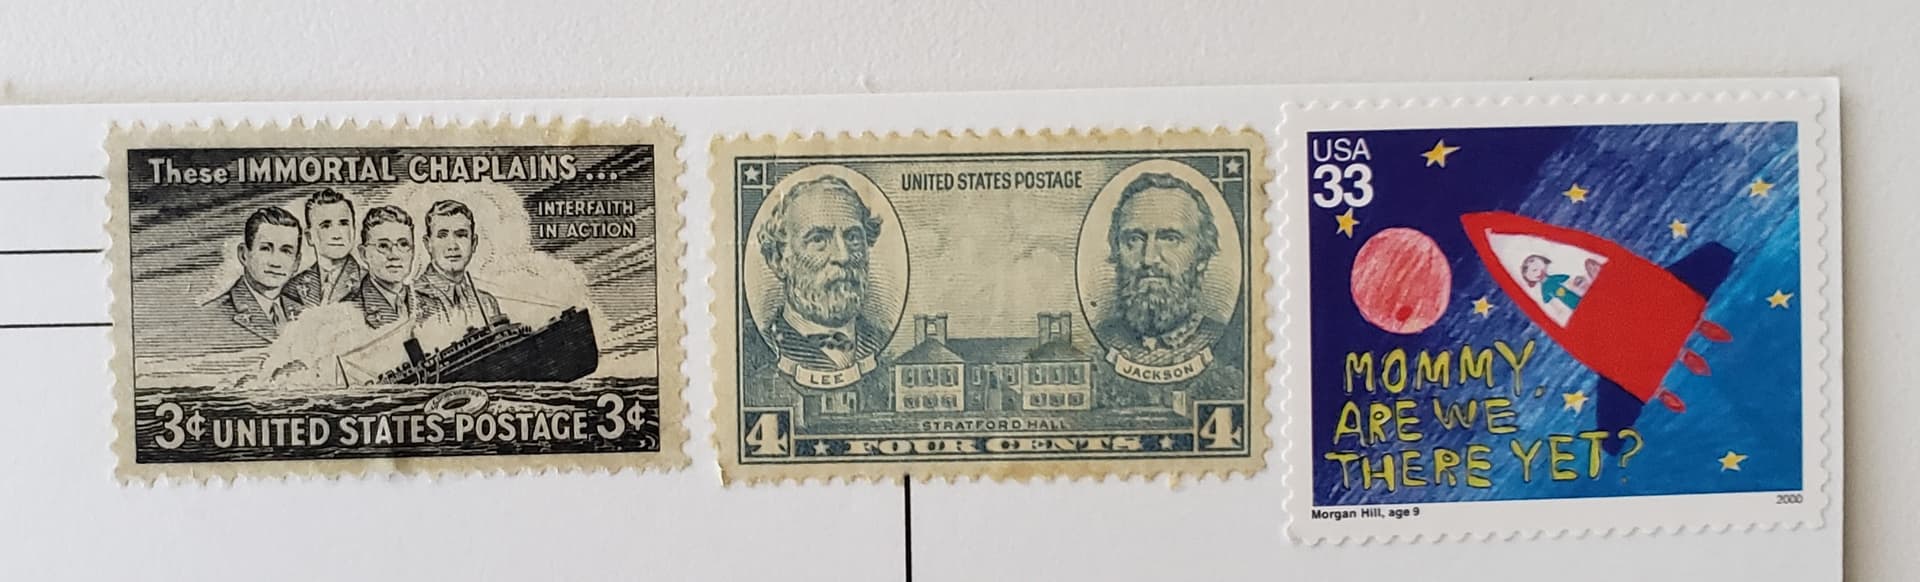 These IMMORTAL CHAPLAINS...
INTERFAITH
IN ACTION
3¢ UNITED STATES POSTAGE 3¢
UNITED STATES POSTAGE
LEE
JACKSON
STRATFORD HALL
4 FOUR CENTS 4
USA
33
MOMMY,
ARE WE
THERE YET?
Morgan Hill, age 9
2000